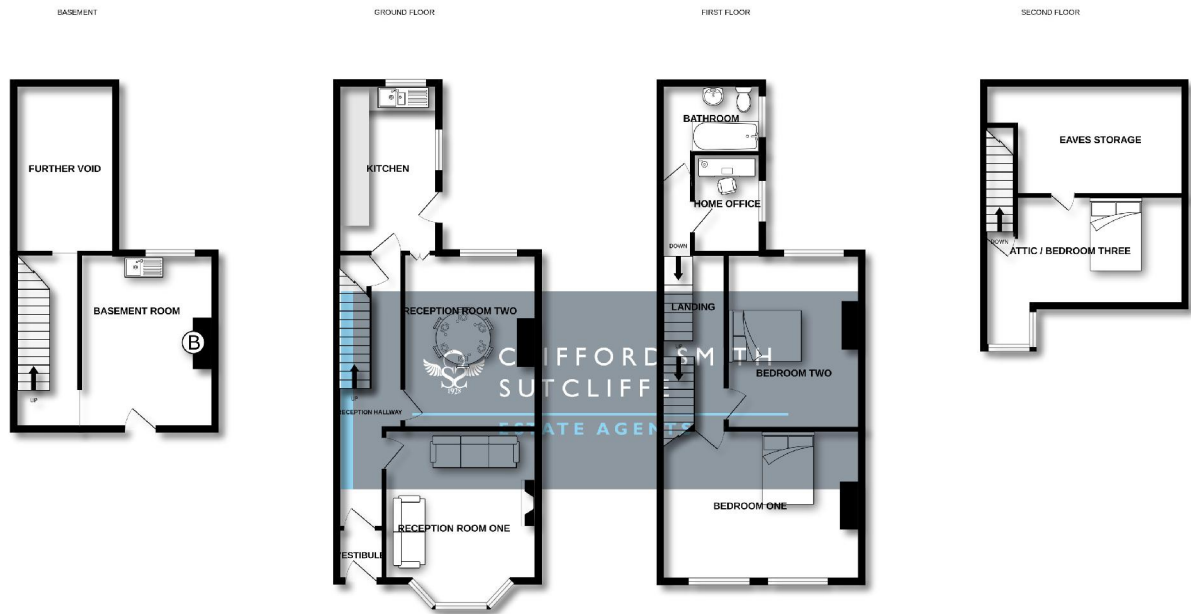 BASEMENT
GROUND FLOOR
FIRST FLOOR
SECOND FLOOR
FURTHER VOID
BASEMENT ROOM
B
UP
KITCHEN
RECEPTION ROOM TWO
UP
RECEPTION HALLWAY
RECEPTION ROOM ONE
VESTIBULE
BATHROOM
HOME OFFICE
DOWN
LANDING
UP
BEDROOM TWO
BEDROOM ONE
EAVES STORAGE
DOWN
ATTIC / BEDROOM THREE
CLIFFORD SMITH
SUTCLIFFE
1928
ESTATE AGENTS